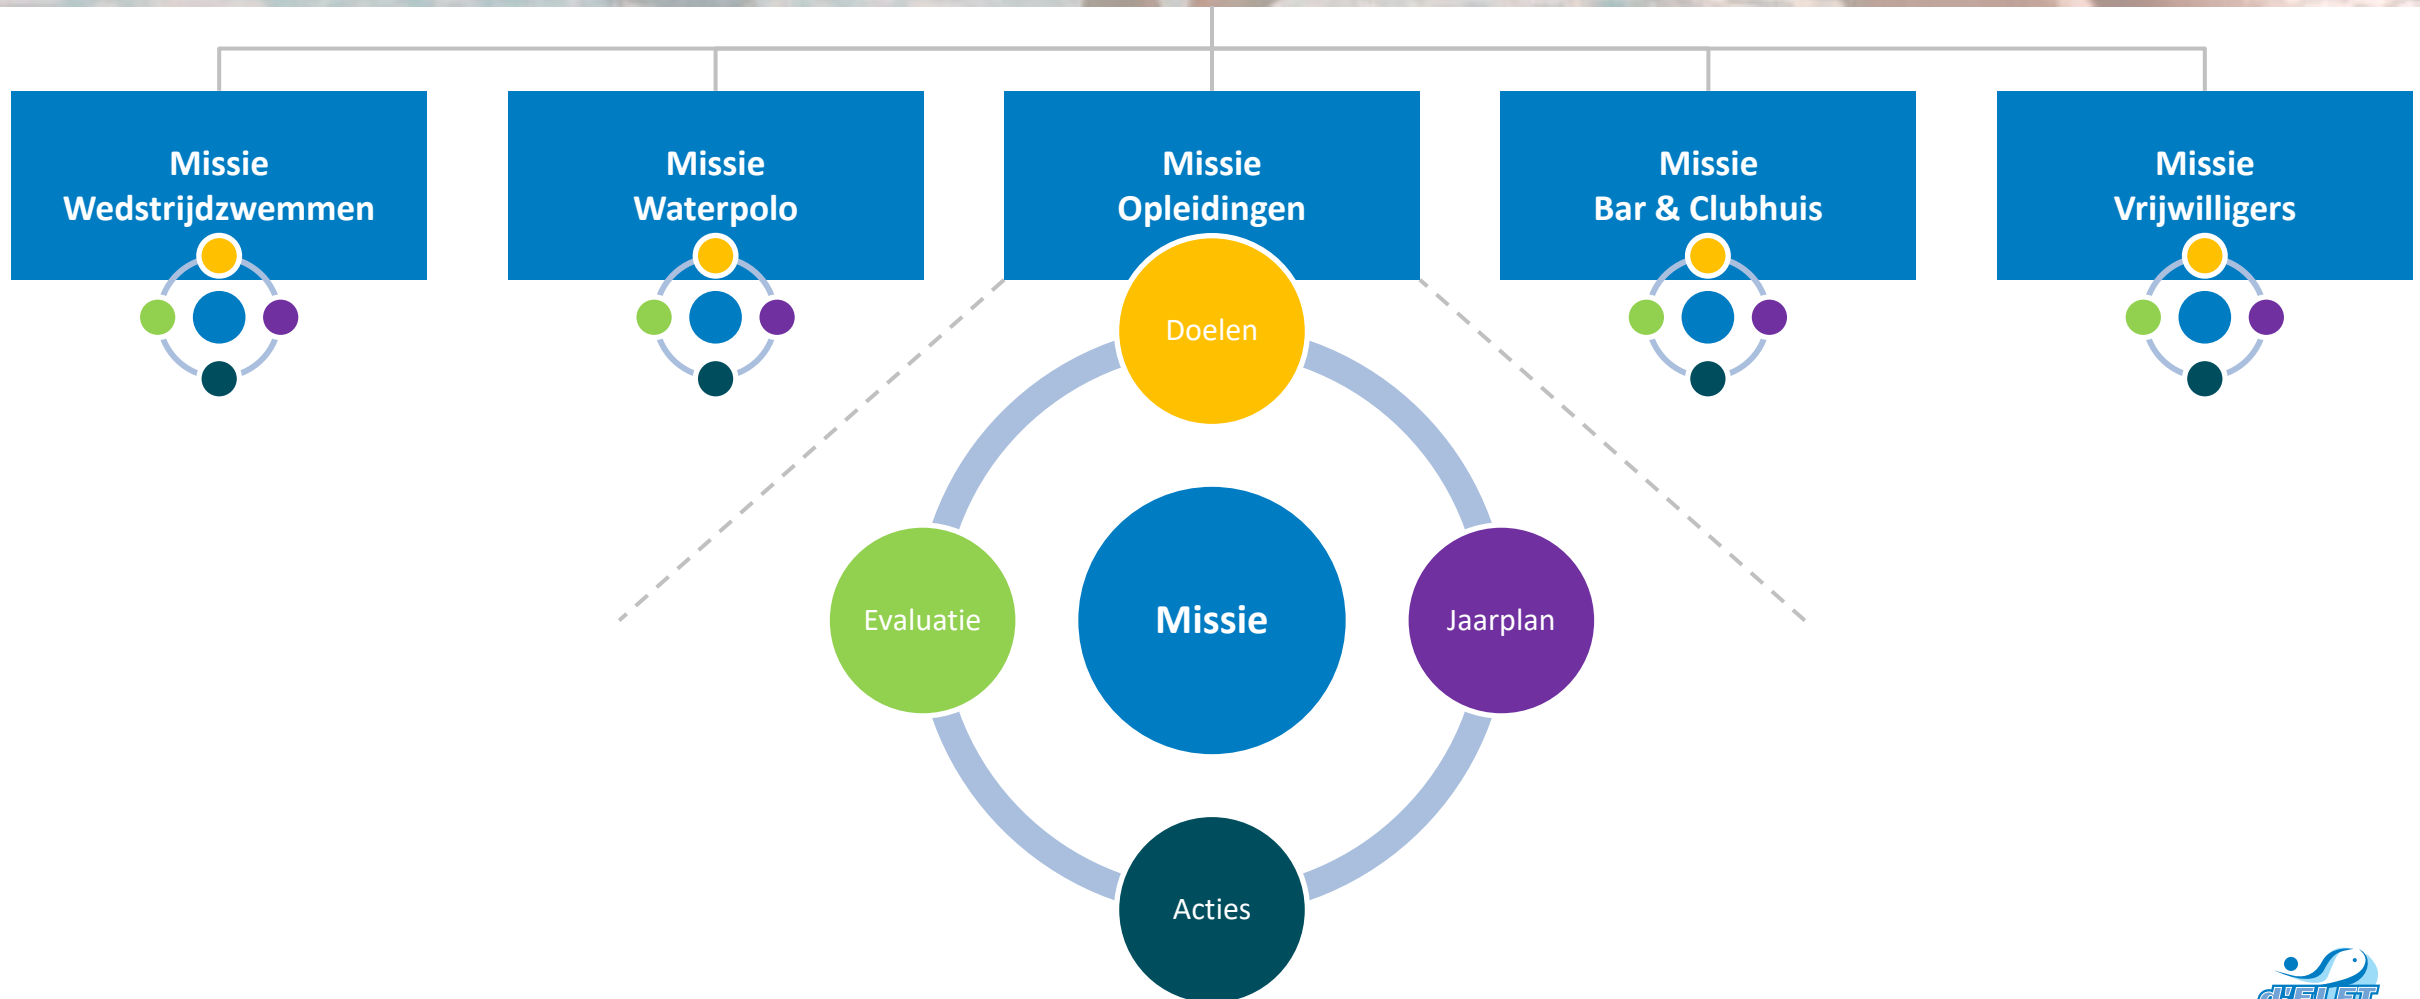 Missie
Wedstrijdzwemmen
Missie
Waterpolo
Missie
Opleidingen
Missie
Bar & Clubhuis
Missie
Vrijwilligers
Doelen
Evaluatie
Missie
Jaarplan
Acties